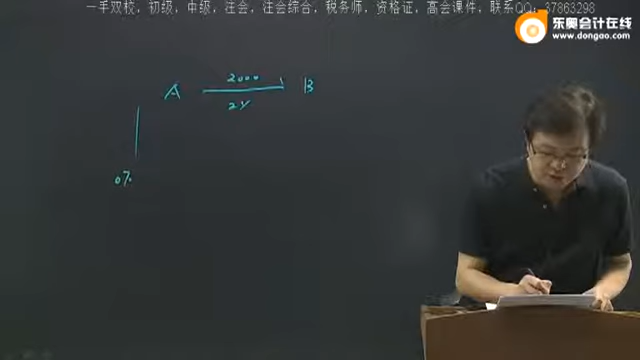 一手双校，初级，中级，注会，注会综合，税务师，资格证，高会课件，联系QQ：37863298
东奥会计在线
www.dongao.com
A 2000 B
2%
0%